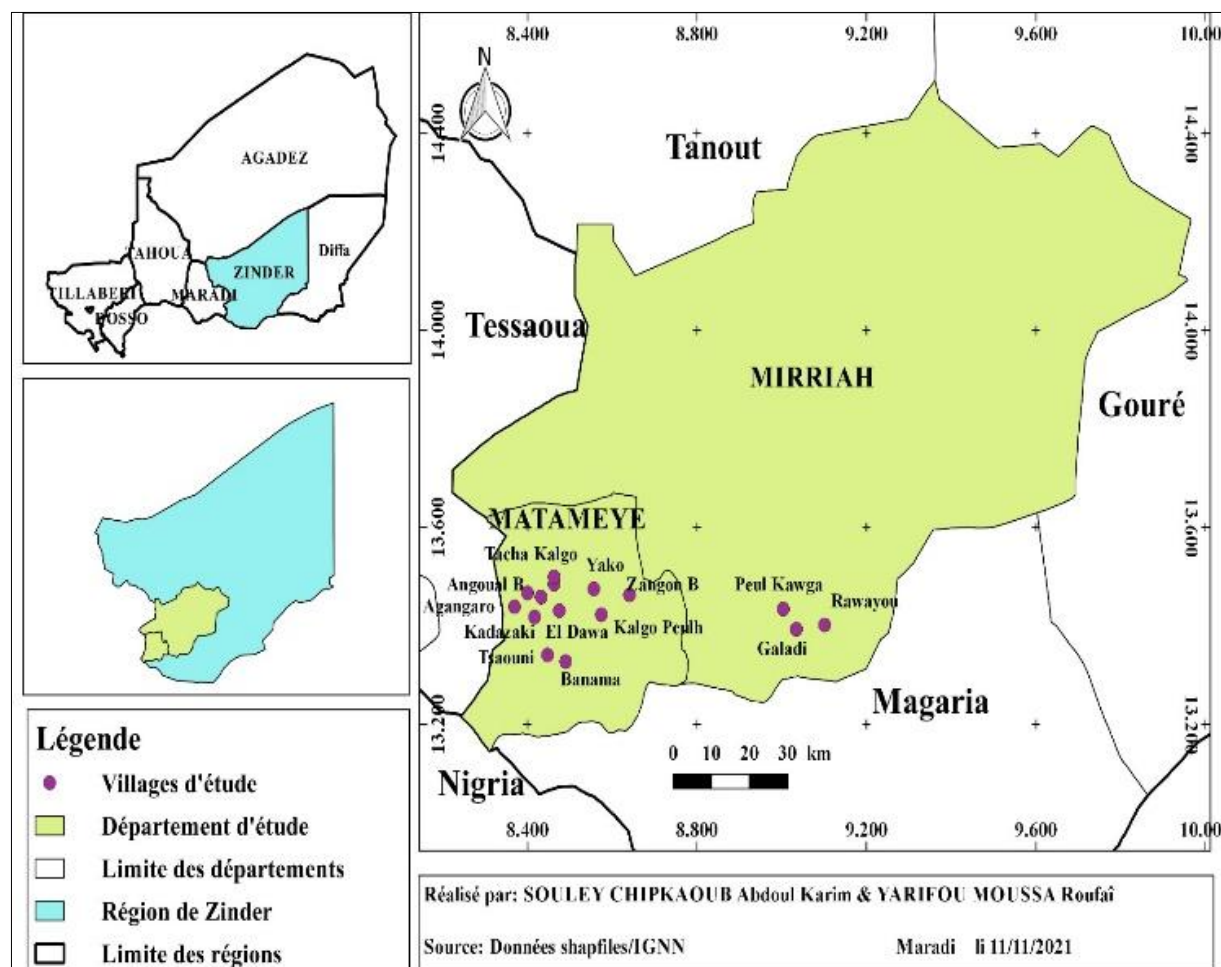 AGADEZ
TAHOUA
ZINDER
Diffa
TILLABERI
MARADI
DOSSO
Légende
Villages d'étude
Département d'étude
Limite des départements
Région de Zinder
Limite des régions
8.400 8.800 9.200 9.600 10.00
N
14.400 14.400
Tanout
Tessaoua
14.000 14.000
MIRRIAH
Gouré
13.600 13.600
MATAMEYE
Tacha Kalgo
Yako
Angoual B
Zangon B
Agangaro
Kadazaki
El Dawa
Kalgo Peulh
Tsaouni
Banama
Peul Kawga
Rawayou
Galadi
Magaria
13.200 13.200
0 10 20 30 km
Nigria
8.400 8.800 9.200 9.600 10.00
Réalisé par: SOULEY CHIPKAOUB Abdoul Karim & YARIFOU MOUSSA Roufaî
Source: Données shapfiles/IGNN Maradi li 11/11/2021